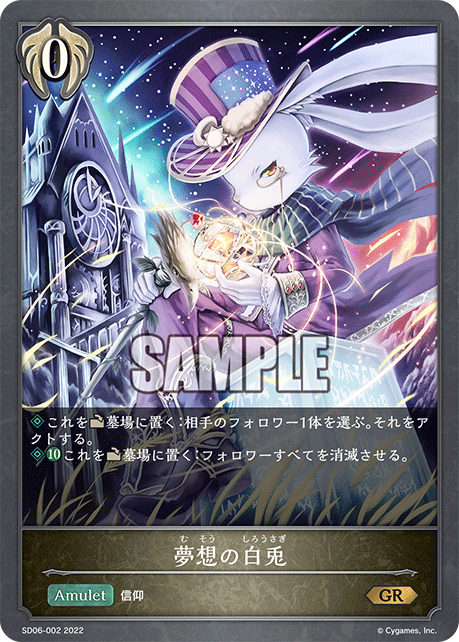 0
SAMPLE
これを墓場に置く：相手のフォロワー1体を選ぶ。それをア
クトする。
10 これを墓場に置く：フォロワーすべてを消滅させる。
むそう しろうさぎ
夢想の白兎
Amulet 信仰 GR
SD06-002 2022 © Cygames, Inc.